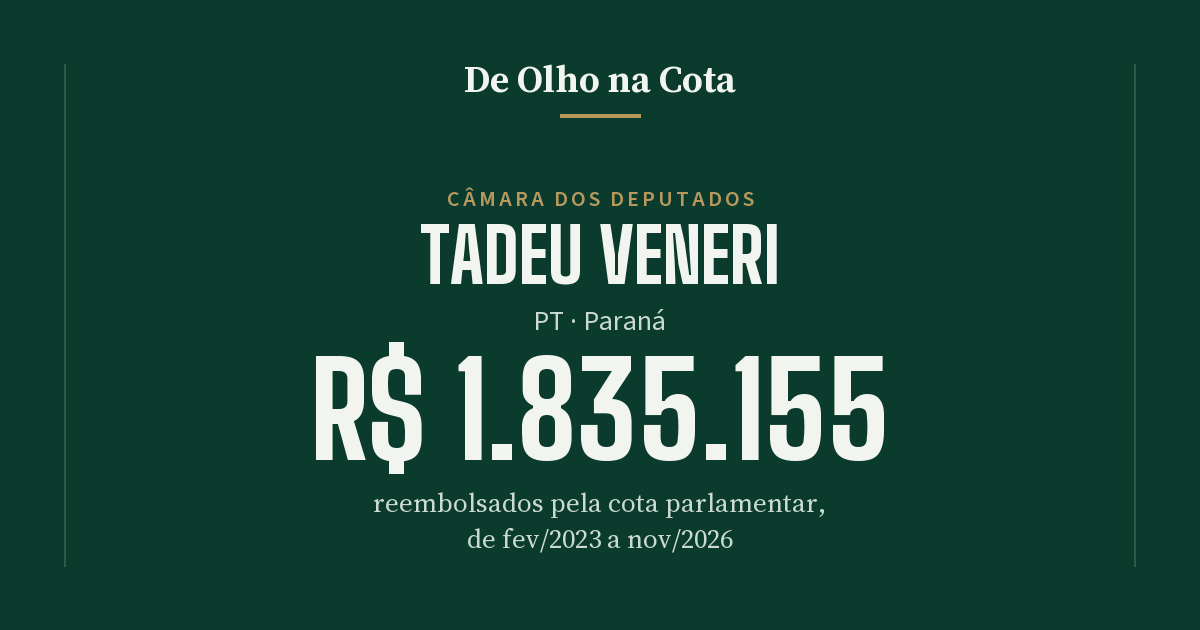 De Olho na Cota
CÂMARA DOS DEPUTADOS
TADEU VENERI
PT · Paraná
R$ 1.835.155
reembolsados pela cota parlamentar,
de fev/2023 a nov/2026